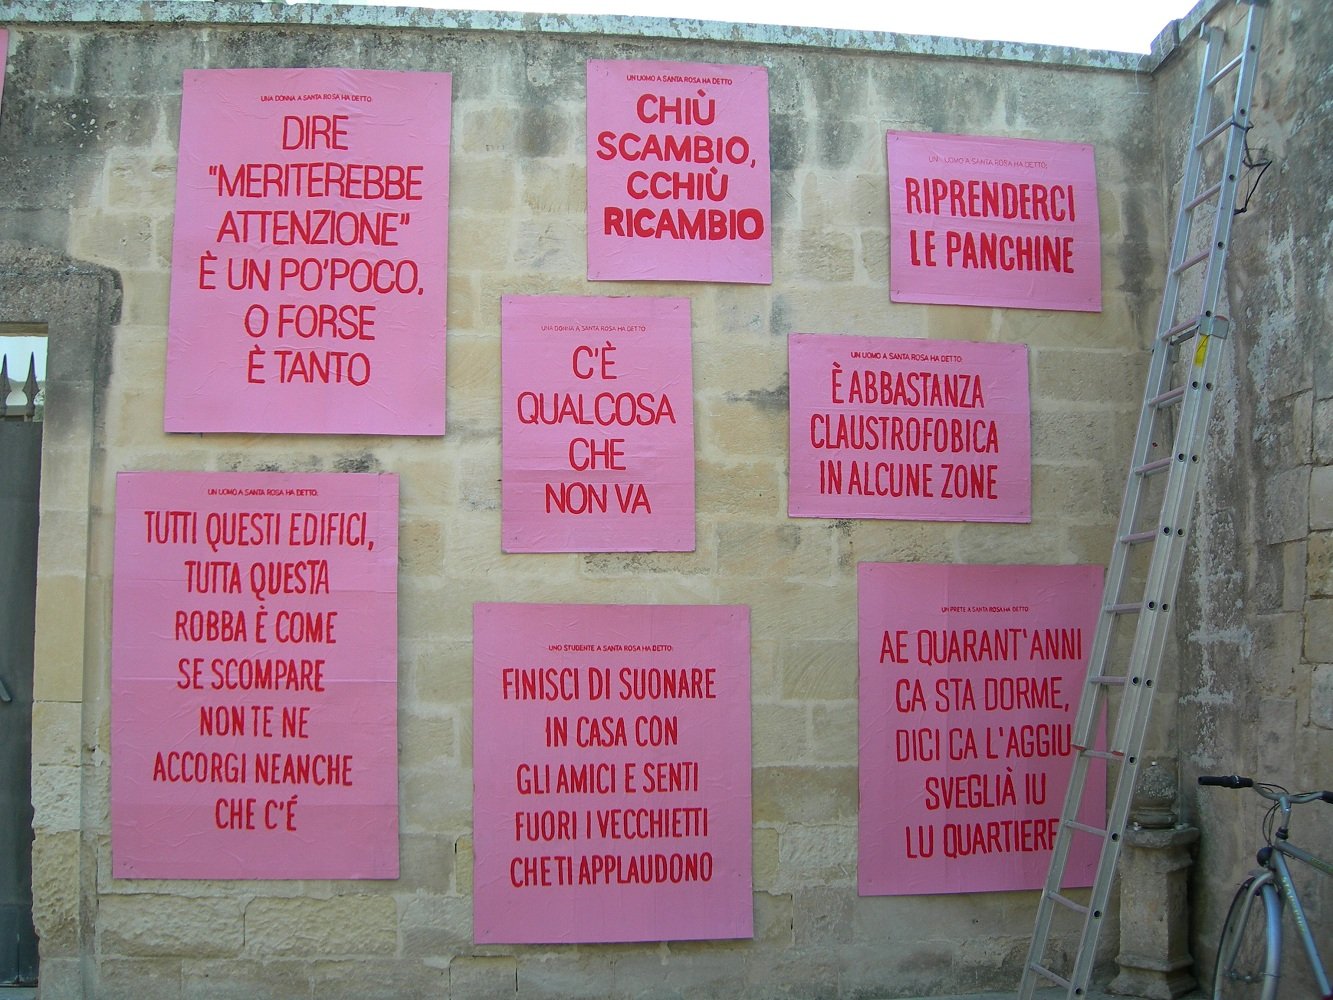 UNA DONNA A SANTA ROSA HA DETTO
DIRE
"MERITEREBBE
ATTENZIONE"
È UN PO'POCO,
O FORSE
È TANTO
UN UOMO A SANTA ROSA HA DETTO
CHIÙ
SCAMBIO,
CCHIÙ
RICAMBIO
UN UOMO A SANTA ROSA HA DETTO:
RIPRENDERCI
LE PANCHINE
UNA DONNA A SANTA ROSA HA DETTO
C'È
QUALCOSA
CHE
NON VA
UN UOMO A SANTA ROSA HA DETTO:
È ABBASTANZA
CLAUSTROFOBICA
IN ALCUNE ZONE
UN UOMO A SANTA ROSA HA DETTO:
TUTTI QUESTI EDIFICI,
TUTTA QUESTA
ROBBA È COME
SE SCOMPARE
NON TE NE
ACCORGI NEANCHE
CHE C'É
UNO STUDENTE A SANTA ROSA HA DETTO:
FINISCI DI SUONARE
IN CASA CON
GLI AMICI E SENTI
FUORI I VECCHIETTI
CHE TI APPLAUDONO
UN PRETE A SANTA ROSA HA DETTO
AE QUARANT'ANNI
CA STA DORME,
DICI CA L'AGGIU
SVEGLIÀ IU
LU QUARTIERE